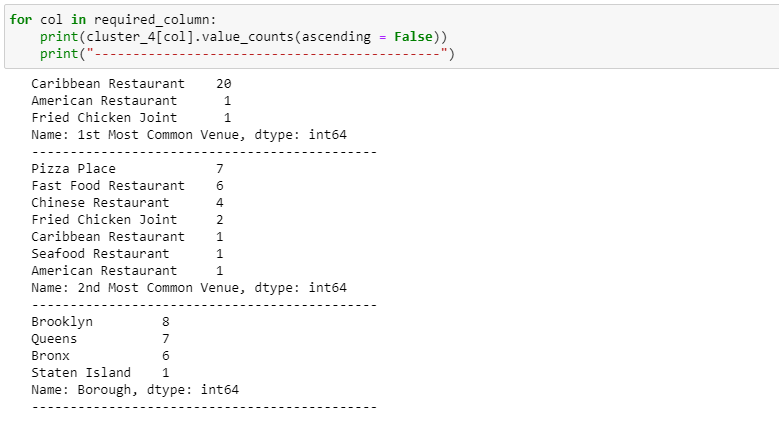 for col in required_column:
    print(cluster_4[col].value_counts(ascending = False))
    print("---------------------------------------------")
Caribbean Restaurant    20
American Restaurant      1
Fried Chicken Joint      1
Name: 1st Most Common Venue, dtype: int64
---------------------------------------------
Pizza Place             7
Fast Food Restaurant    6
Chinese Restaurant      4
Fried Chicken Joint     2
Caribbean Restaurant    1
Seafood Restaurant      1
American Restaurant     1
Name: 2nd Most Common Venue, dtype: int64
---------------------------------------------
Brooklyn         8
Queens           7
Bronx            6
Staten Island    1
Name: Borough, dtype: int64
---------------------------------------------